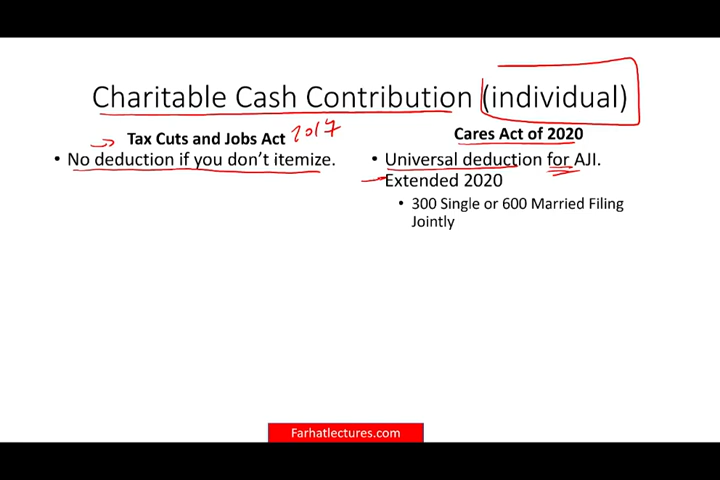 Charitable Cash Contribution (individual)
Tax Cuts and Jobs Act 2017
• No deduction if you don't itemize.
Cares Act of 2020
• Universal deduction for AJI.
Extended 2020
• 300 Single or 600 Married Filing
Jointly
Farhatlectures.com